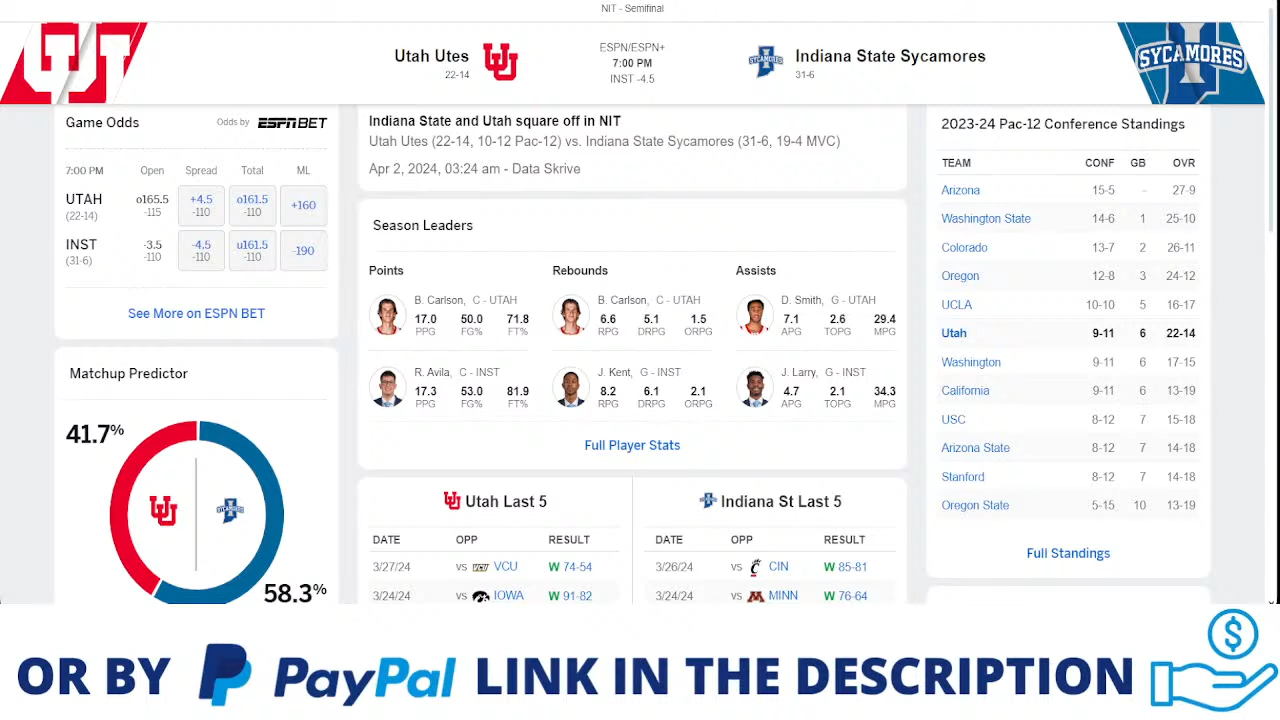 NIT - Semifinal
Utah Utes
22-14
ESPN/ESPN+
7:00 PM
INST -4.5
SYCAMORES
Indiana State Sycamores
31-6
SYCAMORES
Game Odds
Odds by ESPN BET
7:00 PM Open Spread Total ML
UTAH o165.5 +4.5 o161.5 +160
(22-14) -115 -110 -110
INST -3.5 -4.5 u161.5 -190
(31-6) -110 -110 -110
See More on ESPN BET
Matchup Predictor
41.7%
SYCAMORES
58.3%
Indiana State and Utah square off in NIT
Utah Utes (22-14, 10-12 Pac-12) vs. Indiana State Sycamores (31-6, 19-4 MVC)
Apr 2, 2024, 03:24 am - Data Skrive
Season Leaders
Points Rebounds Assists
B. Carlson, C - UTAH B. Carlson, C - UTAH D. Smith, G - UTAH
17.0 50.0 71.8 6.6 5.1 1.5 7.1 2.6 29.4
PPG FG% FT% RPG DRPG ORPG APG TOPG MPG
R. Avila, C - INST J. Kent, G - INST J. Larry, G - INST
17.3 53.0 81.9 8.2 6.1 2.1 4.7 2.1 34.3
PPG FG% FT% RPG DRPG ORPG APG TOPG MPG
Full Player Stats
Utah Last 5
DATE OPP RESULT
3/27/24 vs VCU VCU W 74-54
3/24/24 vs IOWA W 91-82
Indiana St Last 5
DATE OPP RESULT
3/26/24 vs CIN W 85-81
3/24/24 vs MINN W 76-64
2023-24 Pac-12 Conference Standings
TEAM CONF GB OVR
Arizona 15-5 - 27-9
Washington State 14-6 1 25-10
Colorado 13-7 2 26-11
Oregon 12-8 3 24-12
UCLA 10-10 5 16-17
Utah 9-11 6 22-14
Washington 9-11 6 17-15
California 9-11 6 13-19
USC 8-12 7 15-18
Arizona State 8-12 7 14-18
Stanford 8-12 7 14-18
Oregon State 5-15 10 13-19
Full Standings
OR BY PayPal LINK IN THE DESCRIPTION
$